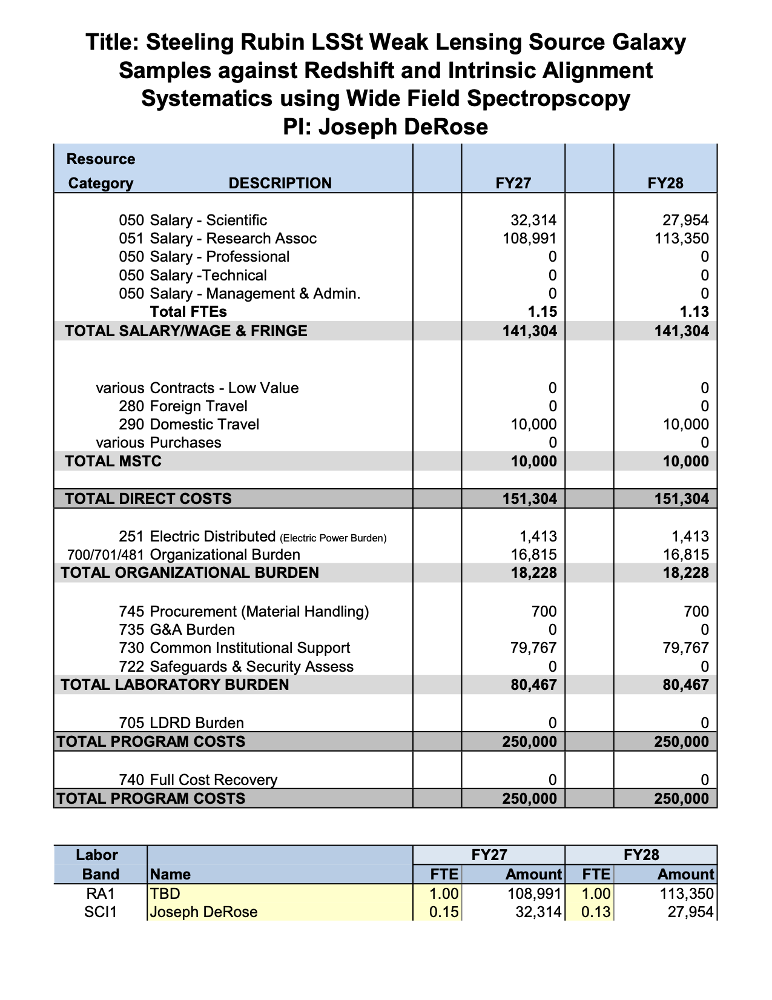 Title: Steeling Rubin LSSt Weak Lensing Source Galaxy
Samples against Redshift and Intrinsic Alignment
Systematics using Wide Field Spectropscopy
PI: Joseph DeRose
Resource
Category DESCRIPTION FY27 FY28
050 Salary - Scientific 32,314 27,954
051 Salary - Research Assoc 108,991 113,350
050 Salary - Professional 0 0
050 Salary -Technical 0 0
050 Salary - Management & Admin. 0 0
Total FTEs 1.15 1.13
TOTAL SALARY/WAGE & FRINGE 141,304 141,304
various Contracts - Low Value 0 0
280 Foreign Travel 0 0
290 Domestic Travel 10,000 10,000
various Purchases 0 0
TOTAL MSTC 10,000 10,000
TOTAL DIRECT COSTS 151,304 151,304
251 Electric Distributed (Electric Power Burden) 1,413 1,413
700/701/481 Organizational Burden 16,815 16,815
TOTAL ORGANIZATIONAL BURDEN 18,228 18,228
745 Procurement (Material Handling) 700 700
735 G&A Burden 0 0
730 Common Institutional Support 79,767 79,767
722 Safeguards & Security Assess 0 0
TOTAL LABORATORY BURDEN 80,467 80,467
705 LDRD Burden 0 0
TOTAL PROGRAM COSTS 250,000 250,000
740 Full Cost Recovery 0 0
TOTAL PROGRAM COSTS 250,000 250,000
Labor FY27 FY28
Band Name FTE Amount FTE Amount
RA1 TBD 1.00 108,991 1.00 113,350
SCI1 Joseph DeRose 0.15 32,314 0.13 27,954